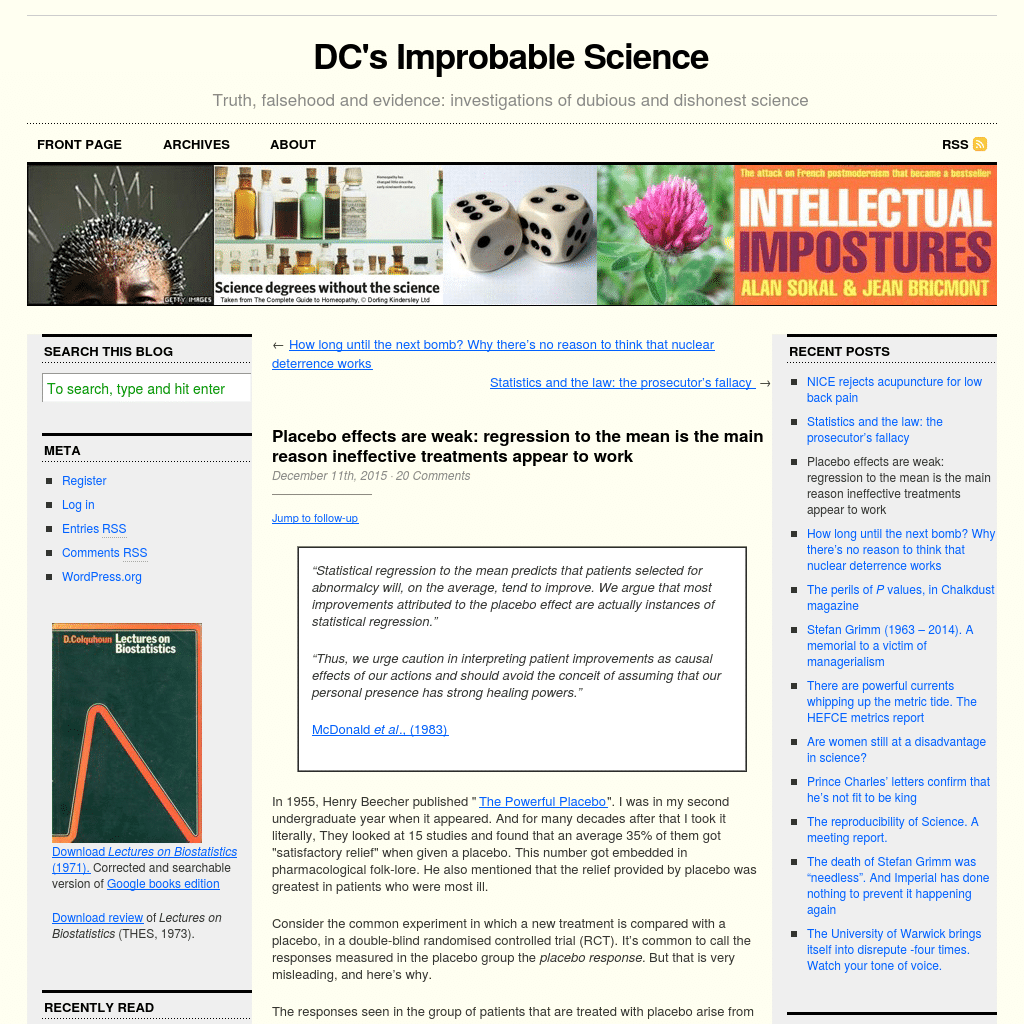 DC's Improbable Science
Truth, falsehood and evidence: investigations of dubious and dishonest science
FRONT PAGE
ARCHIVES
ABOUT
RSS
GETTY IMAGES
Homeopathy has
changed little since the
early nineteenth century.
Science degrees without the science
Taken from The Complete Guide to Homeopathy, © Dorling Kindersley Ltd
The attack on French postmodernism that became a bestseller
INTELLECTUAL
IMPOSTURES
ALAN SOKAL & JEAN BRICMONT
SEARCH THIS BLOG
To search, type and hit enter
META
Register
Log in
Entries RSS
Comments RSS
WordPress.org
D.Colquhoun Lectures on
Biostatistics
Download Lectures on Biostatistics
(1971). Corrected and searchable
version of Google books edition
Download review of Lectures on
Biostatistics (THES, 1973).
RECENTLY READ
← How long until the next bomb? Why there's no reason to think that nuclear
deterrence works
Statistics and the law: the prosecutor's fallacy →
Placebo effects are weak: regression to the mean is the main
reason ineffective treatments appear to work
December 11th, 2015 · 20 Comments
Jump to follow-up
“Statistical regression to the mean predicts that patients selected for
abnormalcy will, on the average, tend to improve. We argue that most
improvements attributed to the placebo effect are actually instances of
statistical regression.”
“Thus, we urge caution in interpreting patient improvements as causal
effects of our actions and should avoid the conceit of assuming that our
personal presence has strong healing powers.”
McDonald et al., (1983)
In 1955, Henry Beecher published " The Powerful Placebo". I was in my second
undergraduate year when it appeared. And for many decades after that I took it
literally, They looked at 15 studies and found that an average 35% of them got
"satisfactory relief" when given a placebo. This number got embedded in
pharmacological folk-lore. He also mentioned that the relief provided by placebo was
greatest in patients who were most ill.
Consider the common experiment in which a new treatment is compared with a
placebo, in a double-blind randomised controlled trial (RCT). It's common to call the
responses measured in the placebo group the placebo response. But that is very
misleading, and here's why.
The responses seen in the group of patients that are treated with placebo arise from
RECENT POSTS
NICE rejects acupuncture for low
back pain
Statistics and the law: the
prosecutor's fallacy
Placebo effects are weak:
regression to the mean is the main
reason ineffective treatments
appear to work
How long until the next bomb? Why
there's no reason to think that
nuclear deterrence works
The perils of P values, in Chalkdust
magazine
Stefan Grimm (1963 – 2014). A
memorial to a victim of
managerialism
There are powerful currents
whipping up the metric tide. The
HEFCE metrics report
Are women still at a disadvantage
in science?
Prince Charles' letters confirm that
he's not fit to be king
The reproducibility of Science. A
meeting report.
The death of Stefan Grimm was
“needless”. And Imperial has done
nothing to prevent it happening
again
The University of Warwick brings
itself into disrepute -four times.
Watch your tone of voice.